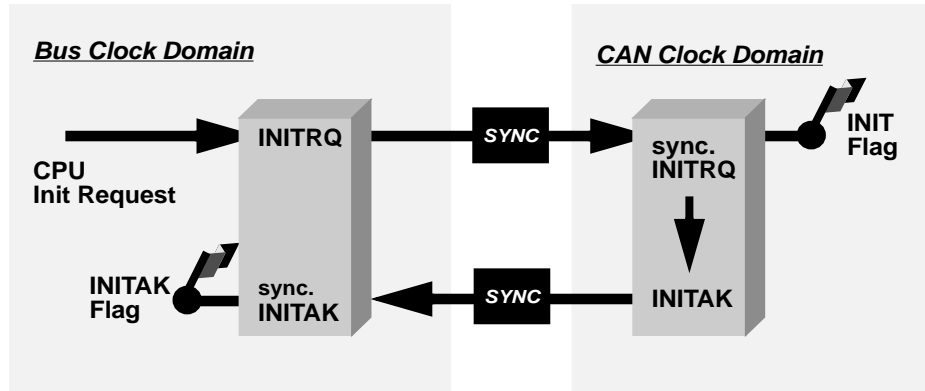 Bus Clock Domain
CAN Clock Domain
CPU
Init Request
INITRQ
SYNC
sync.
INITRQ
INIT
Flag
INITAK
Flag
sync.
INITAK
SYNC
INITAK